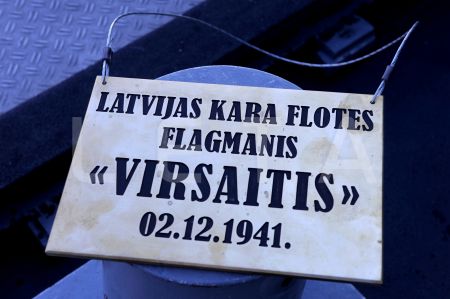 LATVIJAS KARA FLOTES
FLAGMANIS
«VIRSAITIS»
02.12.1941.